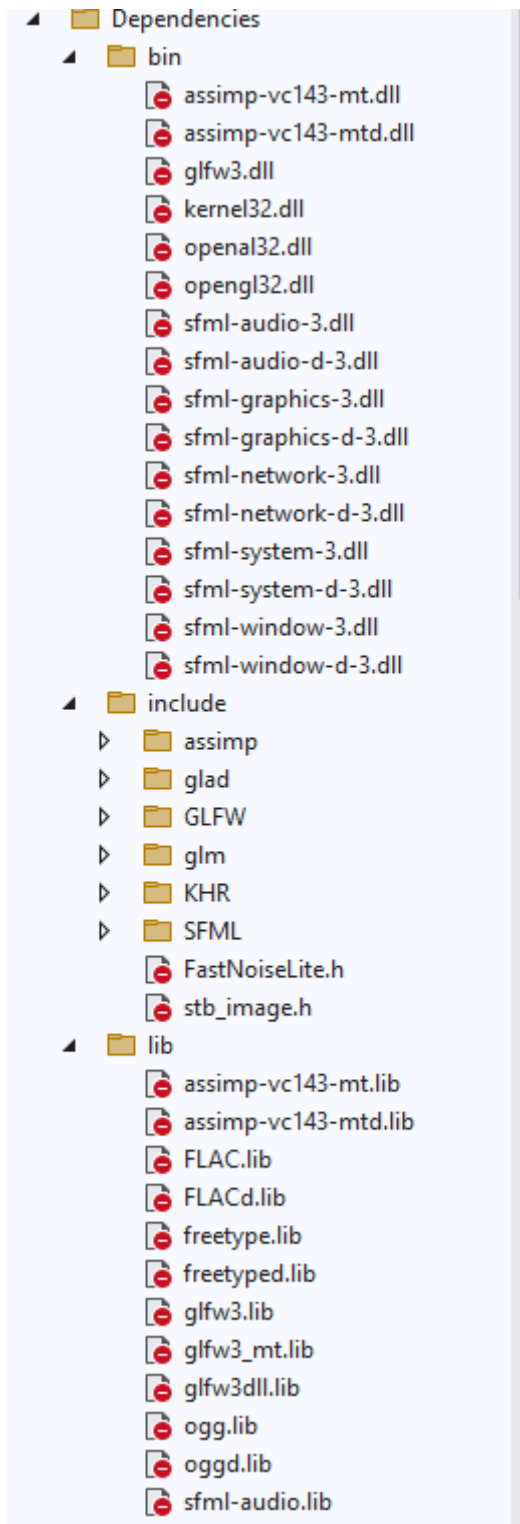 Dependencies
bin
assimp-vc143-mt.dll
assimp-vc143-mtd.dll
glfw3.dll
kernel32.dll
openal32.dll
opengl32.dll
sfml-audio-3.dll
sfml-audio-d-3.dll
sfml-graphics-3.dll
sfml-graphics-d-3.dll
sfml-network-3.dll
sfml-network-d-3.dll
sfml-system-3.dll
sfml-system-d-3.dll
sfml-window-3.dll
sfml-window-d-3.dll
include
assimp
glad
GLFW
glm
KHR
SFML
FastNoiseLite.h
stb_image.h
lib
assimp-vc143-mt.lib
assimp-vc143-mtd.lib
FLAC.lib
FLACd.lib
freetype.lib
freetyped.lib
glfw3.lib
glfw3_mt.lib
glfw3dll.lib
ogg.lib
oggd.lib
sfml-audio.lib